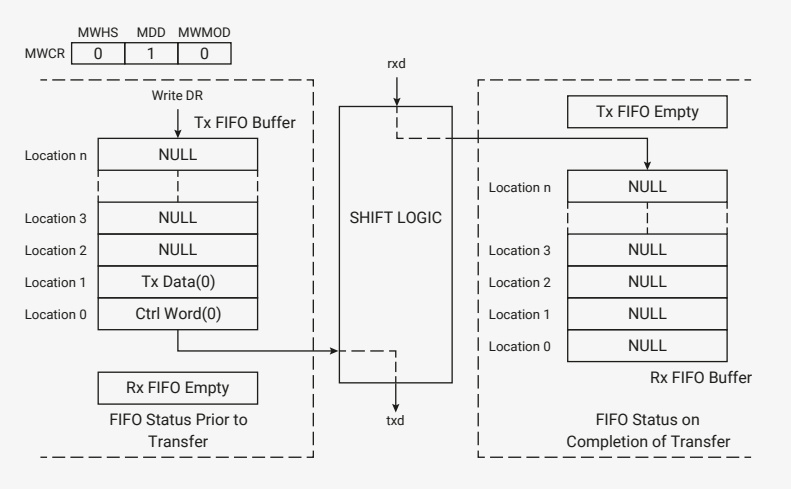 MWHS MDD MWMOD
MWCR 0 1 0
rxd
Write DR
Tx FIFO Buffer
Location n NULL
Location 3 NULL
Location 2 NULL
Location 1 Tx Data(0)
Location 0 Ctrl Word(0)
Rx FIFO Empty
FIFO Status Prior to
Transfer
SHIFT LOGIC
txd
Tx FIFO Empty
Location n NULL
Location 3 NULL
Location 2 NULL
Location 1 NULL
Location 0 NULL
Rx FIFO Buffer
FIFO Status on
Completion of Transfer